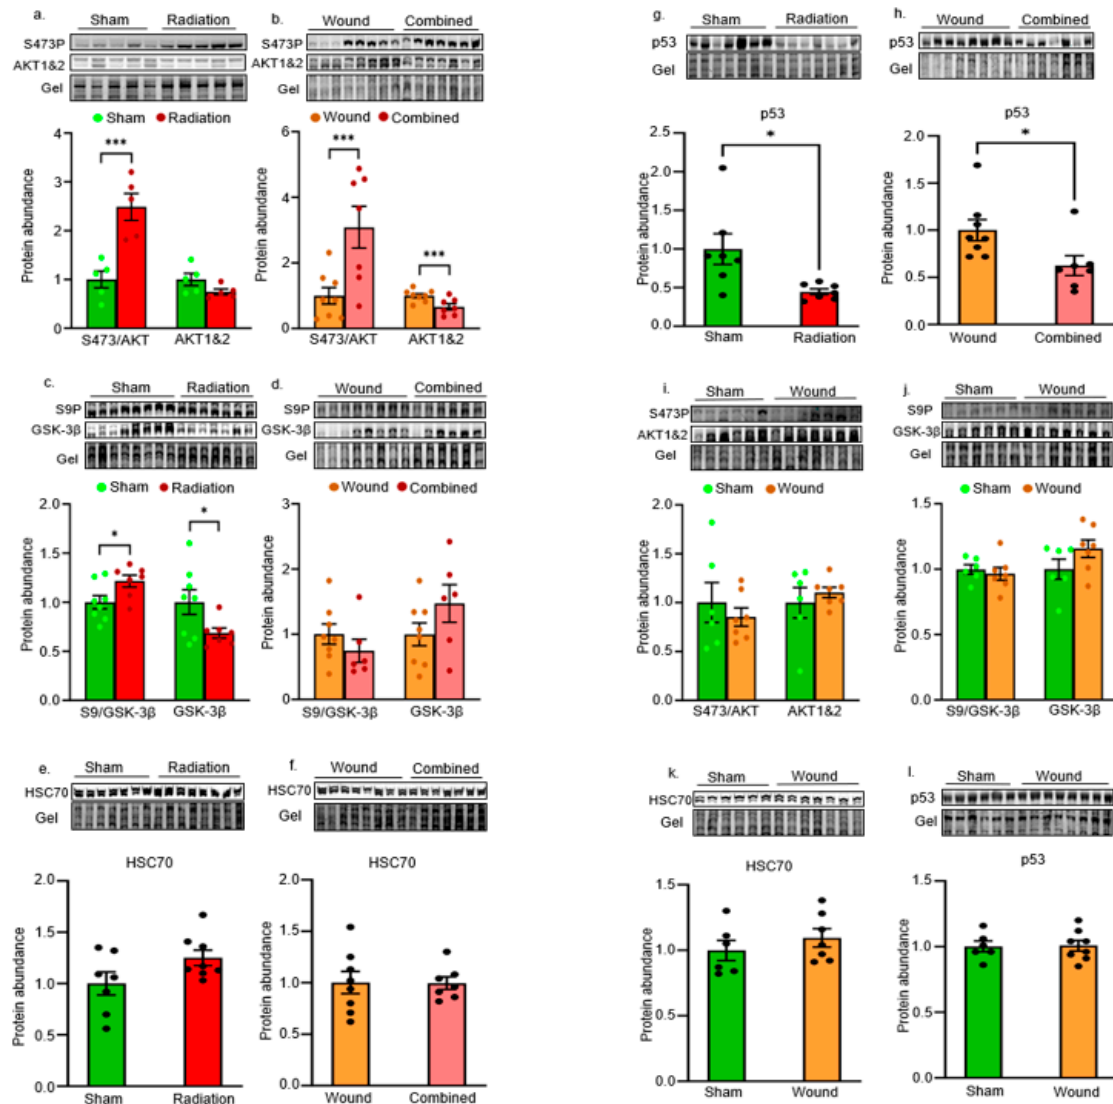 a.
Sham Radiation
S473P
AKT1&2
Gel
Sham Radiation
Protein abundance
4
3
2
1
0
***
S473/AKT AKT1&2
b.
Wound Combined
S473P
AKT1&2
Gel
Wound Combined
Protein abundance
6
4
2
0
***
***
S473/AKT AKT1&2
g.
Sham Radiation
p53
Gel
p53
Protein abundance
2.5
2.0
1.5
1.0
0.5
0.0
*
Sham Radiation
h.
Wound Combined
p53
Gel
p53
Protein abundance
2.0
1.5
1.0
0.5
0.0
*
Wound Combined
c.
Sham Radiation
S9P
GSK-3β
Gel
Sham Radiation
Protein abundance
2.0
1.5
1.0
0.5
0.0
*
*
S9/GSK-3β GSK-3β
d.
Wound Combined
S9P
GSK-3β
Gel
Wound Combined
Protein abundance
3
2
1
0
S9/GSK-3β GSK-3β
i.
Sham Wound
S473P
AKT1&2
Gel
Sham Wound
Protein abundance
2.0
1.5
1.0
0.5
0.0
S473/AKT AKT1&2
j.
Sham Wound
S9P
GSK-3β
Gel
Sham Wound
Protein abundance
1.5
1.0
0.5
0.0
S9/GSK-3β GSK-3β
e.
Sham Radiation
HSC70
Gel
HSC70
Protein abundance
2.0
1.5
1.0
0.5
0.0
Sham Radiation
f.
Wound Combined
HSC70
Gel
HSC70
Protein abundance
2.0
1.5
1.0
0.5
0.0
Wound Combined
k.
Sham Wound
HSC70
Gel
HSC70
Protein abundance
1.5
1.0
0.5
0.0
Sham Wound
l.
Sham Wound
p53
Gel
p53
Protein abundance
1.5
1.0
0.5
0.0
Sham Wound